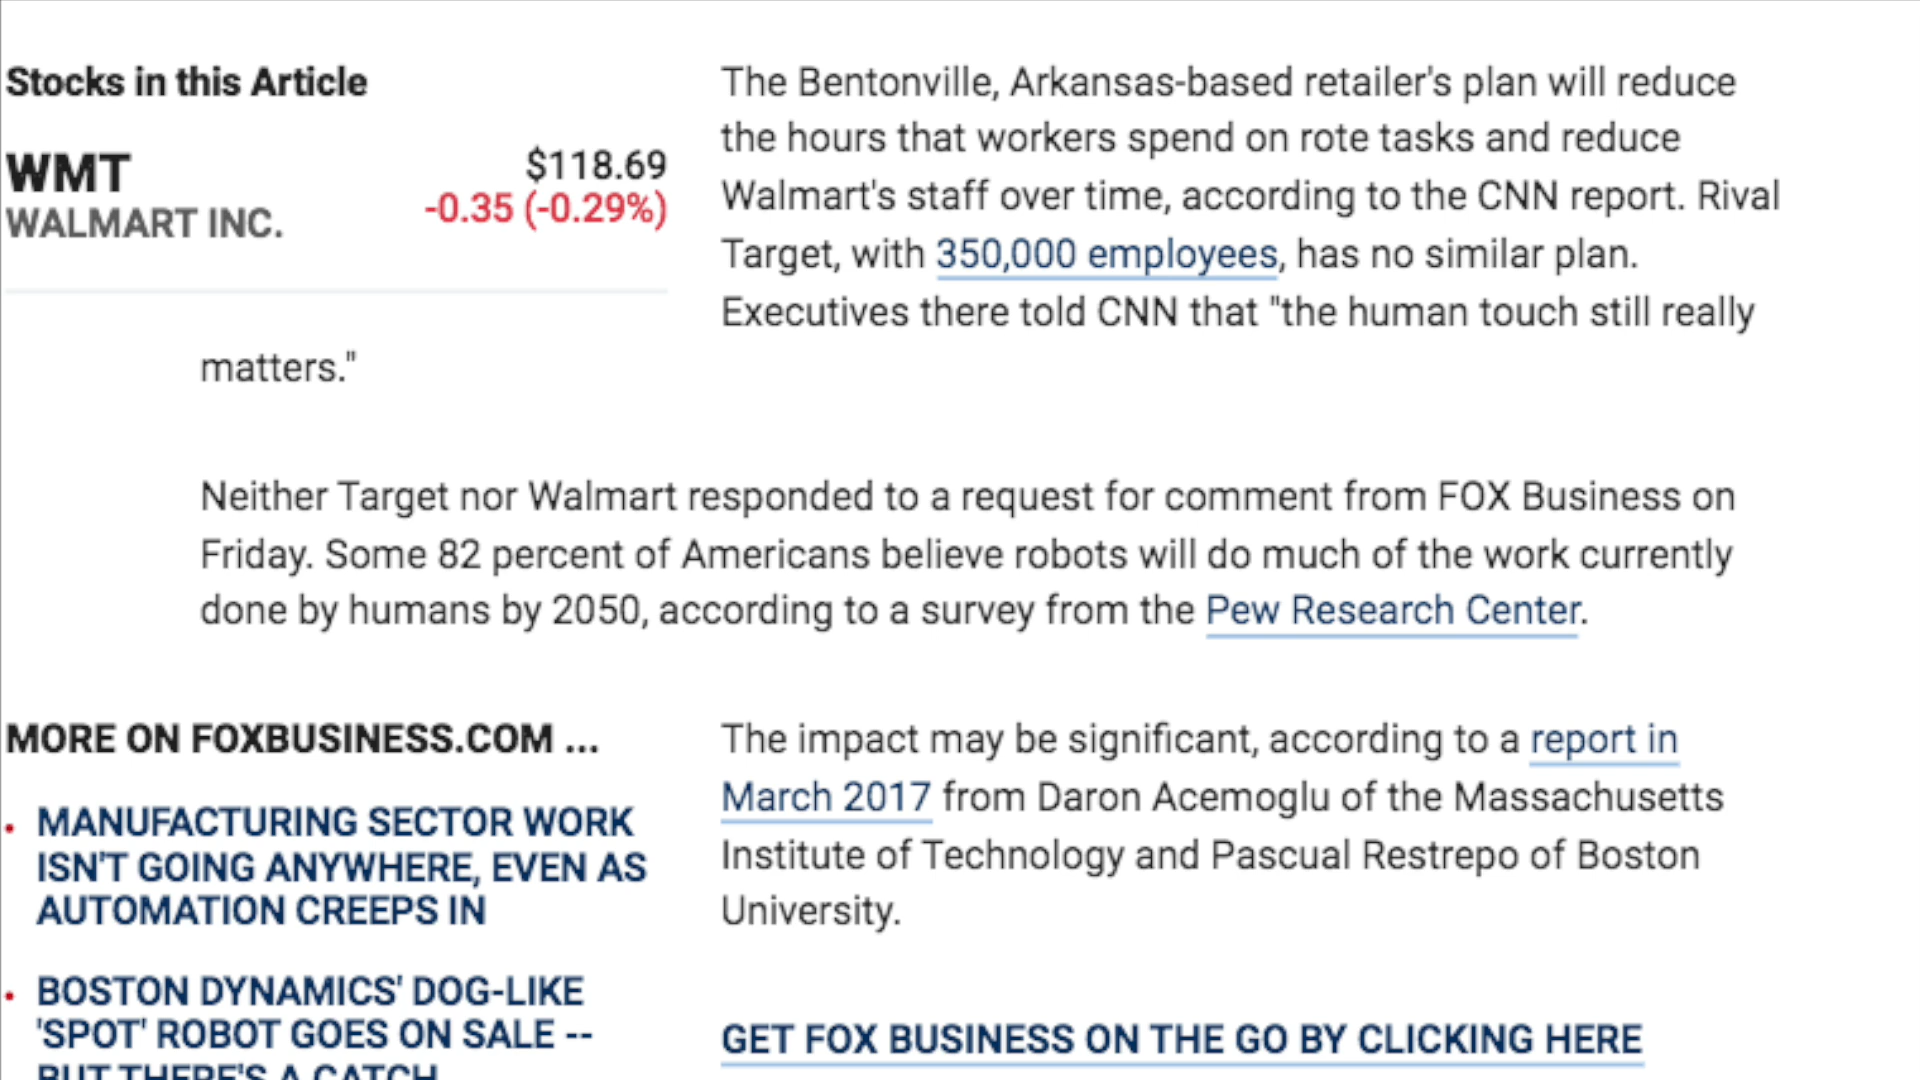 Stocks in this Article
WMT
$118.69
WALMART INC.
-0.35 (-0.29%)
The Bentonville, Arkansas-based retailer's plan will reduce
the hours that workers spend on rote tasks and reduce
Walmart's staff over time, according to the CNN report. Rival
Target, with 350,000 employees, has no similar plan.
Executives there told CNN that "the human touch still really
matters."
Neither Target nor Walmart responded to a request for comment from FOX Business on
Friday. Some 82 percent of Americans believe robots will do much of the work currently
done by humans by 2050, according to a survey from the Pew Research Center.
MORE ON FOXBUSINESS.COM ...
• MANUFACTURING SECTOR WORK
ISN'T GOING ANYWHERE, EVEN AS
AUTOMATION CREEPS IN
• BOSTON DYNAMICS' DOG-LIKE
'SPOT' ROBOT GOES ON SALE --
BUT THERE'S A CATCH
The impact may be significant, according to a report in
March 2017 from Daron Acemoglu of the Massachusetts
Institute of Technology and Pascual Restrepo of Boston
University.
GET FOX BUSINESS ON THE GO BY CLICKING HERE